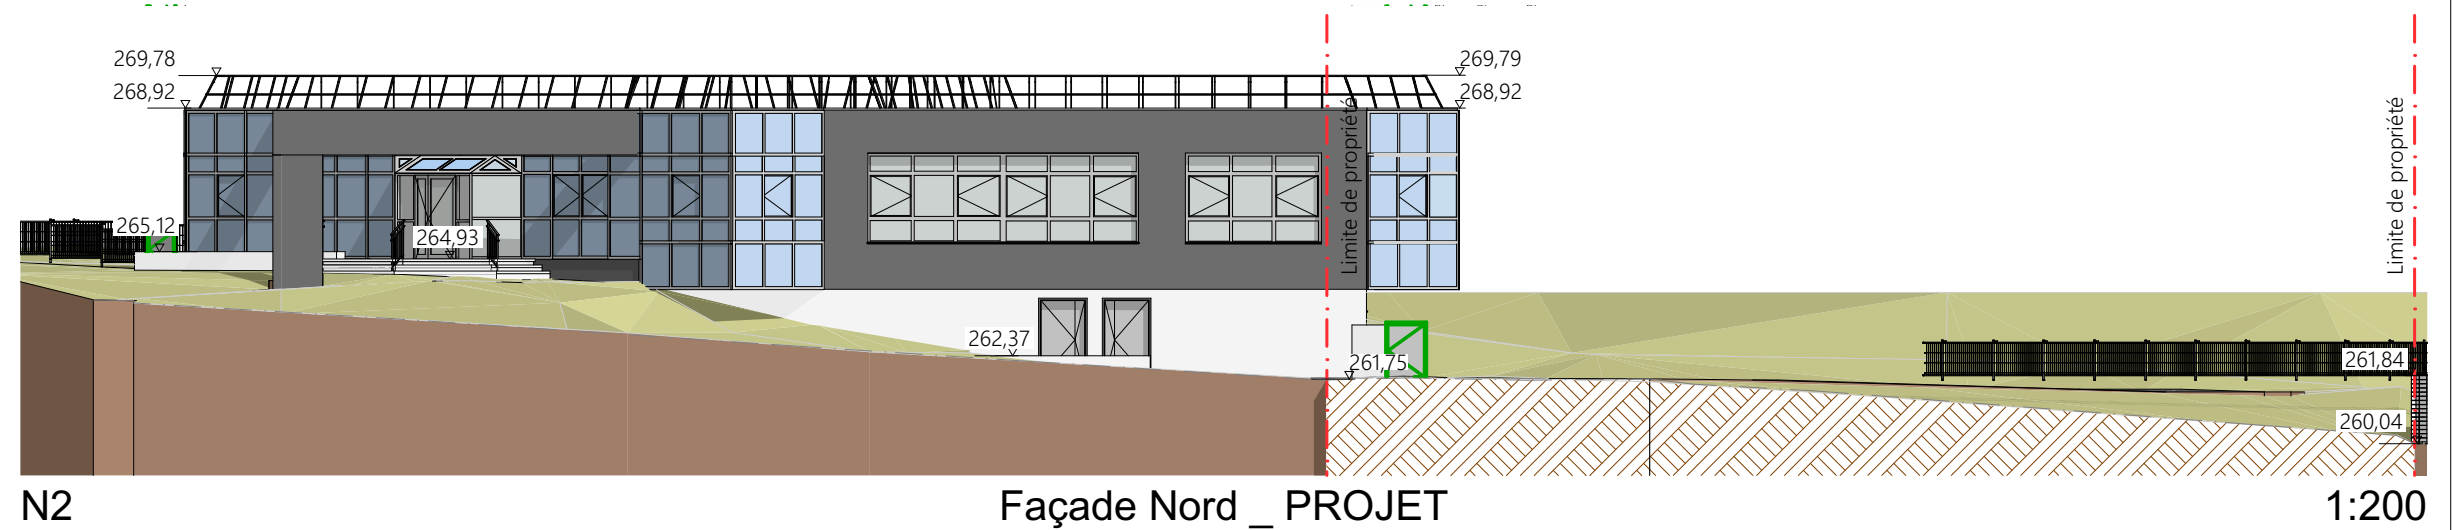 269,78
269,79
268,92
268,92
Limite de propriété
Limite de propriété
265,12
264,93
262,37
261,75
261,84
260,04
N2
Façade Nord _ PROJET
1:200